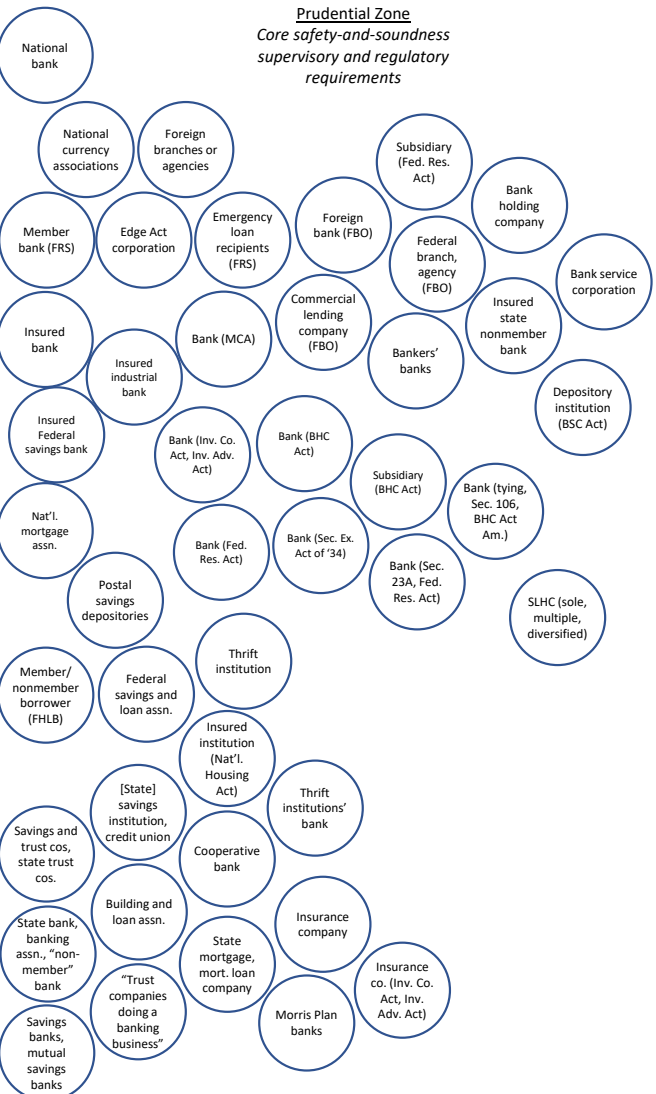 Prudential Zone
Core safety-and-soundness
supervisory and regulatory
requirements
National
bank
National
currency
associations
Foreign
branches or
agencies
Subsidiary
(Fed. Res.
Act)
Bank
holding
company
Member
bank (FRS)
Edge Act
corporation
Emergency
loan
recipients
(FRS)
Foreign
bank (FBO)
Federal
branch,
agency
(FBO)
Bank service
corporation
Insured
bank
Insured
industrial
bank
Bank (MCA)
Commercial
lending
company
(FBO)
Bankers’
banks
Insured
state
nonmember
bank
Depository
institution
(BSC Act)
Insured
Federal
savings bank
Bank (Inv. Co.
Act, Inv. Adv.
Act)
Bank (BHC
Act)
Subsidiary
(BHC Act)
Bank (tying,
Sec. 106,
BHC Act
Am.)
Nat’l.
mortgage
assn.
Bank (Fed.
Res. Act)
Bank (Sec. Ex.
Act of ‘34)
Bank (Sec.
23A, Fed.
Res. Act)
Postal
savings
depositories
SLHC (sole,
multiple,
diversified)
Member/
nonmember
borrower
(FHLB)
Federal
savings and
loan assn.
Thrift
institution
Insured
institution
(Nat’l.
Housing
Act)
[State]
savings
institution,
credit union
Thrift
institutions’
bank
Savings and
trust cos,
state trust
cos.
Cooperative
bank
Building and
loan assn.
Insurance
company
State bank,
banking
assn., “non-
member”
bank
State
mortgage,
mort. loan
company
Insurance
co. (Inv. Co.
Act, Inv.
Adv. Act)
“Trust
companies
doing a
banking
business”
Morris Plan
banks
Savings
banks,
mutual
savings
banks